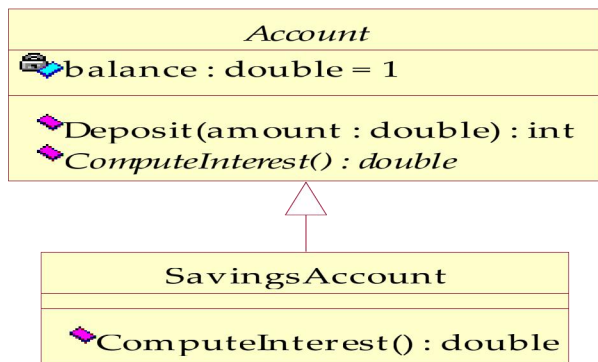 Account
balance : double = 1
Deposit(amount : double) : int
ComputeInterest() : double
SavingsAccount
ComputeInterest() : double